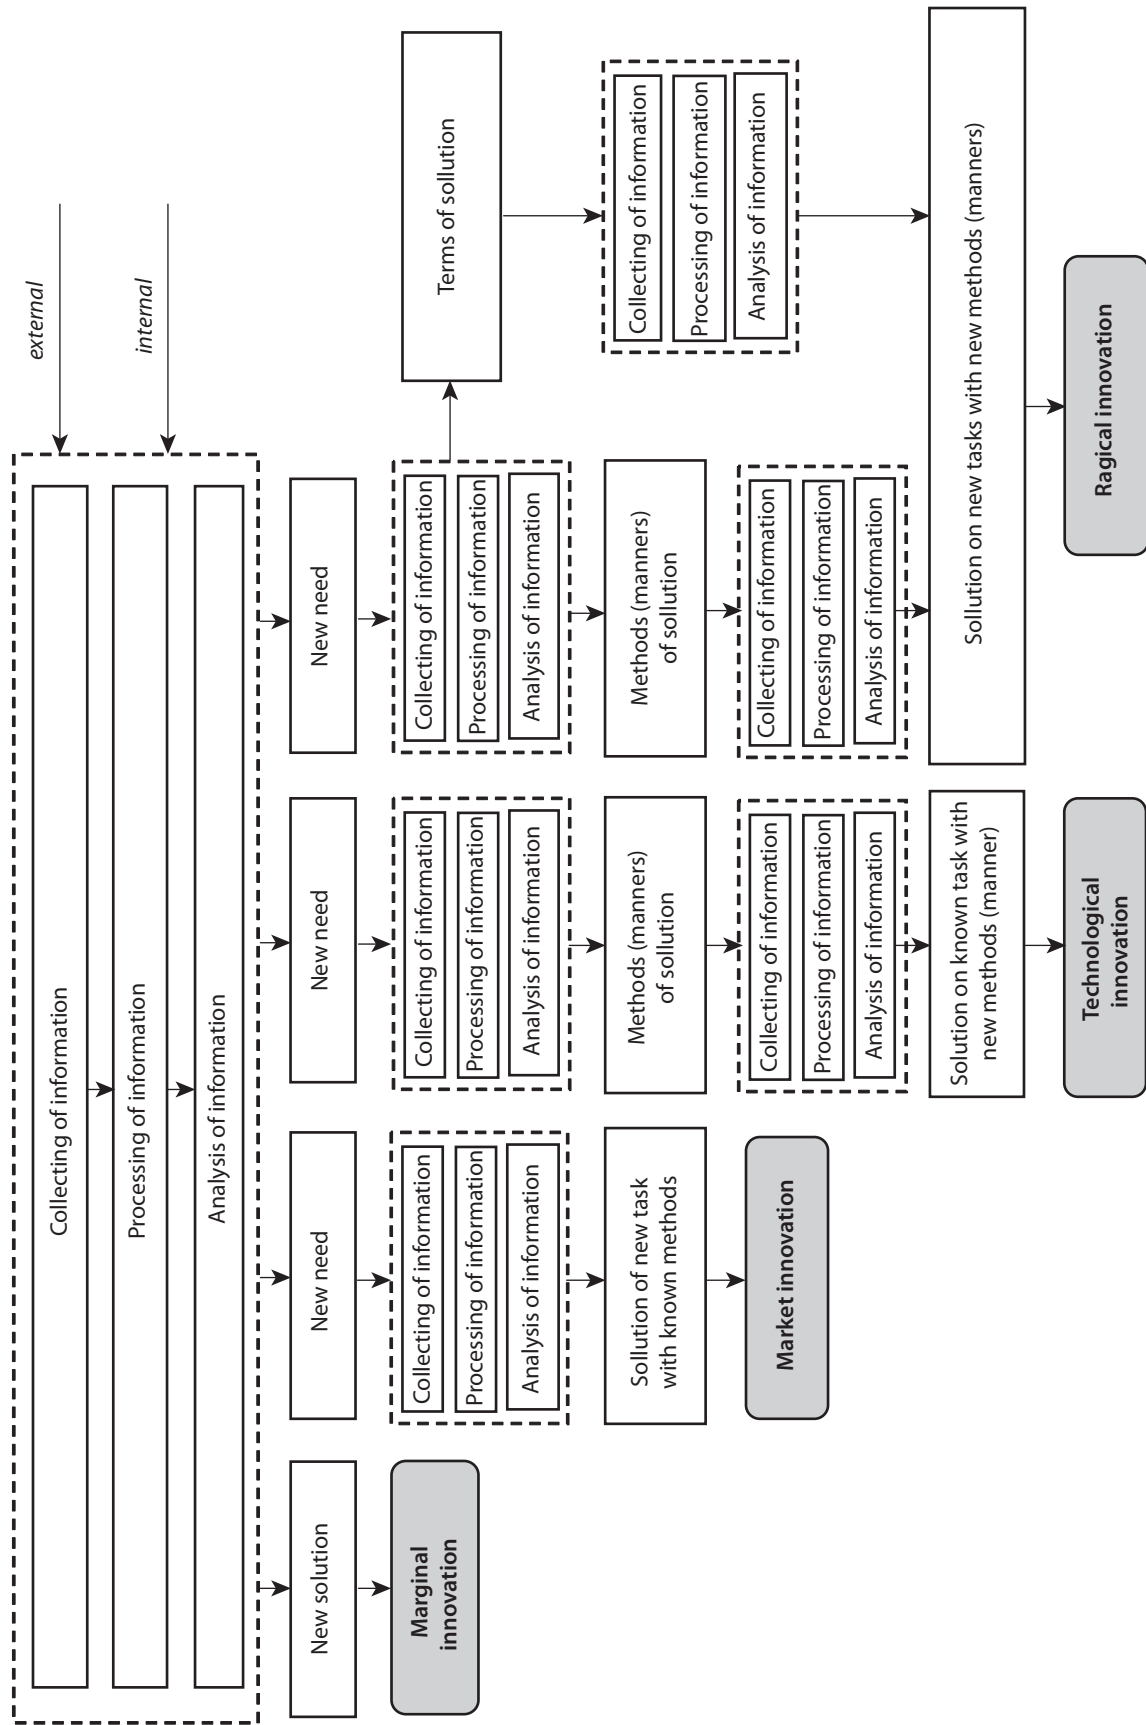 Collecting of information
external
Processing of information
internal
Analysis of information
New solution
Marginal
innovation
New need
Collecting of information
Processing of information
Analysis of information
Sollution of new task
with known methods
Market innovation
New need
Collecting of information
Processing of information
Analysis of information
Methods (manners)
of sollution
Collecting of information
Processing of information
Analysis of information
Sollution on known task with
new methods (manner)
Technological
innovation
New need
Collecting of information
Processing of information
Analysis of information
Methods (manners)
of sollution
Collecting of information
Processing of information
Analysis of information
Terms of sollution
Collecting of information
Processing of information
Analysis of information
Sollution on new tasks with new methods (manners)
Ragical innovation